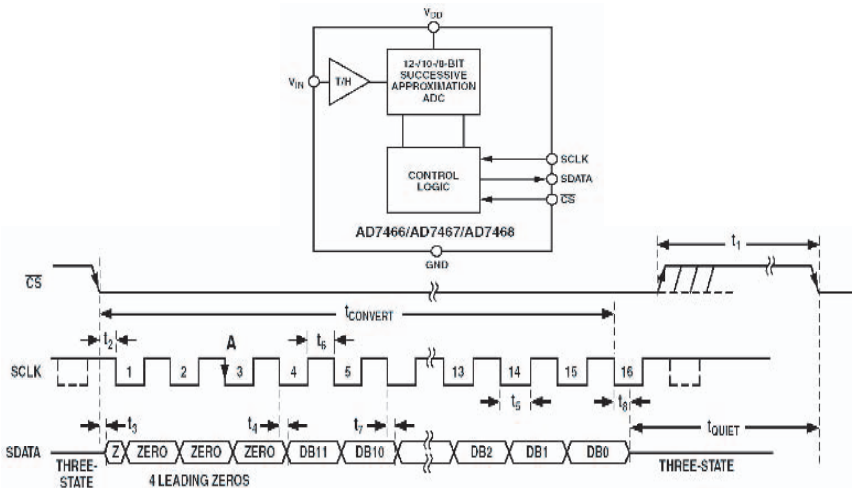 VDD
12-/10-/8-BIT
SUCCESSIVE
APPROXIMATION
ADC
VIN
T/H
CONTROL
LOGIC
SCLK
SDATA
CS
AD7466/AD7467/AD7468
GND
t1
CS
tCONVERT
t2
A
t6
SCLK
1 2 3 4 5 13 14 15 16
t3
t4
t7
t5
t8
tQUIET
SDATA
Z ZERO ZERO ZERO DB11 DB10 DB2 DB1 DB0
THREE-
STATE
4 LEADING ZEROS
THREE-STATE